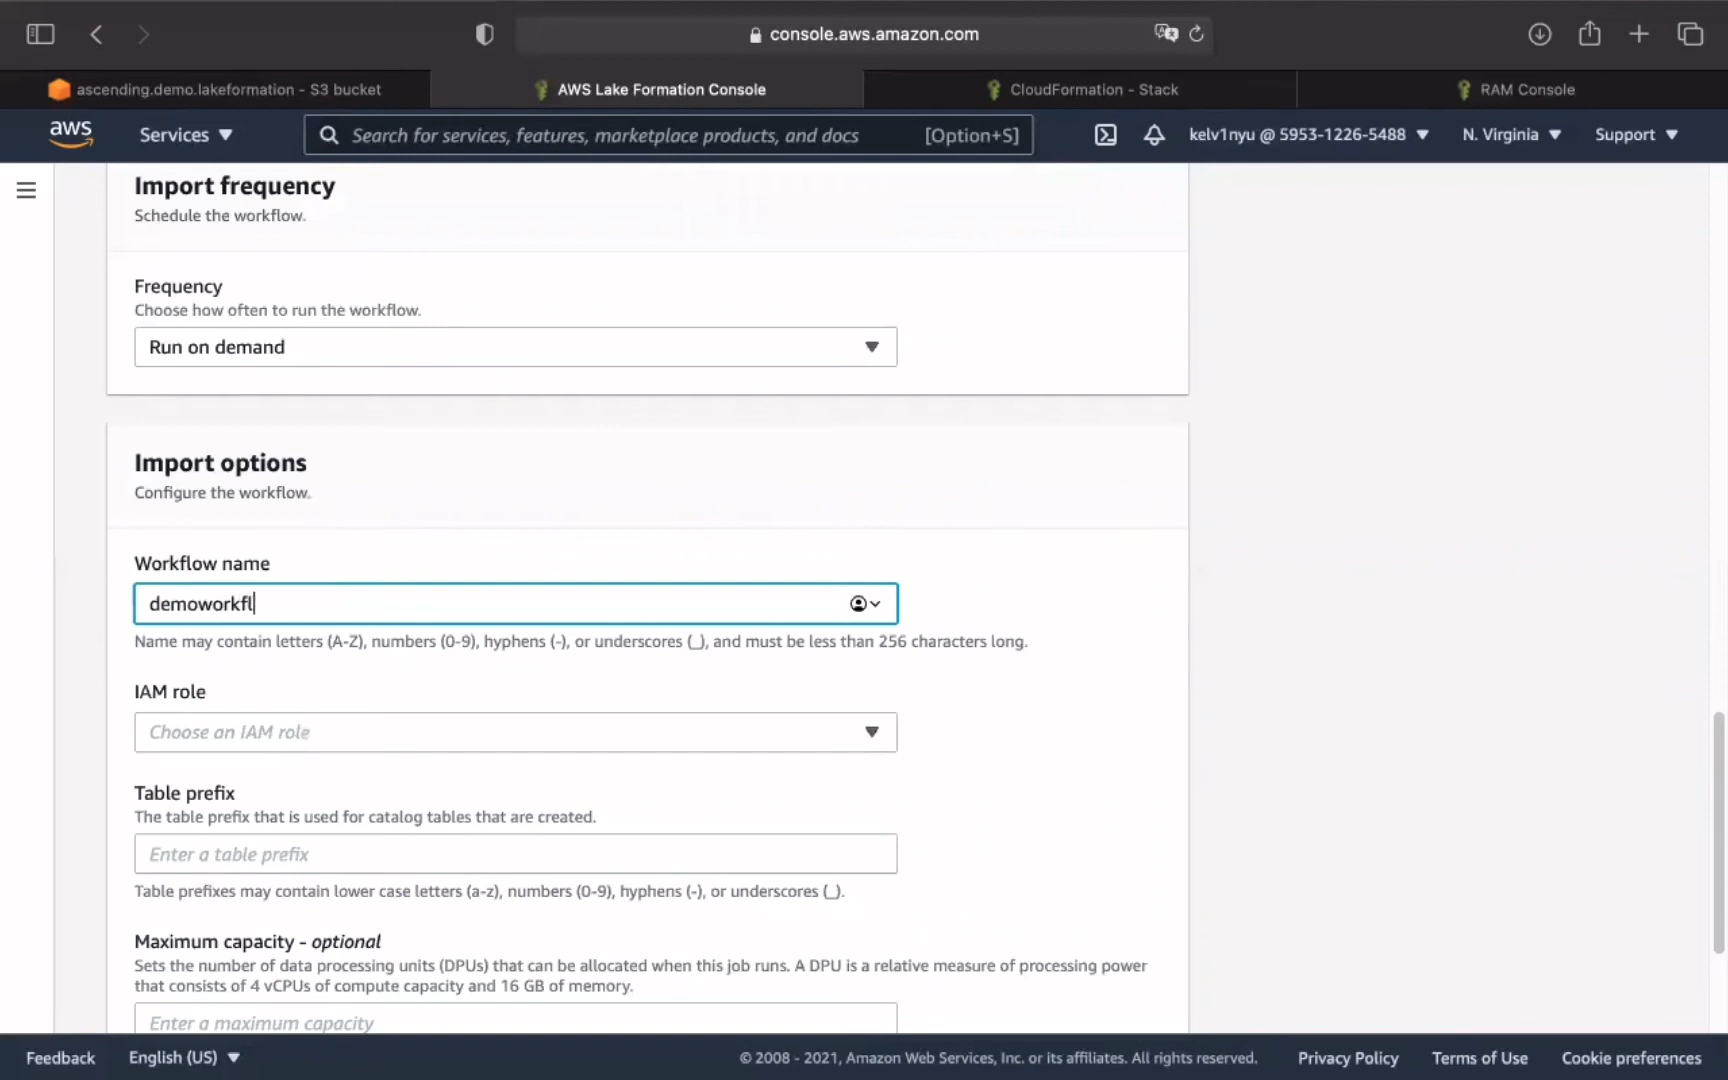 console.aws.amazon.com
ascending.demo.lakeformation - S3 bucket
AWS Lake Formation Console
CloudFormation - Stack
RAM Console
aws
Services
Search for services, features, marketplace products, and docs
[Option+S]
kelv1nyu @ 5953-1226-5488
N. Virginia
Support
Import frequency
Schedule the workflow.
Frequency
Choose how often to run the workflow.
Run on demand
Import options
Configure the workflow.
Workflow name
demoworkfl
Name may contain letters (A-Z), numbers (0-9), hyphens (-), or underscores (_), and must be less than 256 characters long.
IAM role
Choose an IAM role
Table prefix
The table prefix that is used for catalog tables that are created.
Enter a table prefix
Table prefixes may contain lower case letters (a-z), numbers (0-9), hyphens (-), or underscores (_).
Maximum capacity - optional
Sets the number of data processing units (DPUs) that can be allocated when this job runs. A DPU is a relative measure of processing power
that consists of 4 vCPUs of compute capacity and 16 GB of memory.
Enter a maximum capacity
Feedback
English (US)
© 2008 - 2021, Amazon Web Services, Inc. or its affiliates. All rights reserved.
Privacy Policy
Terms of Use
Cookie preferences